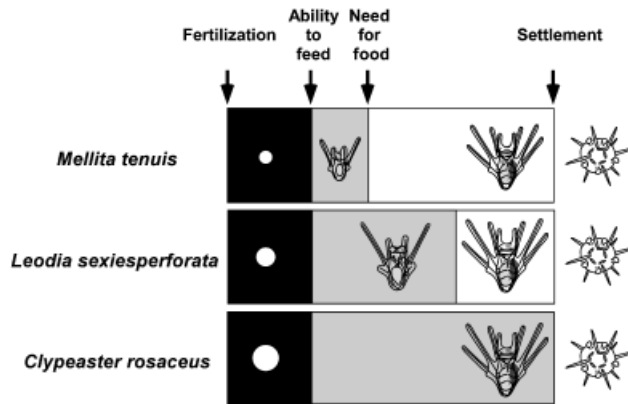 Fertilization
Ability
to
feed
Need
for
food
Settlement
Mellita tenuis
Leodia sexiesperforata
Clypeaster rosaceus